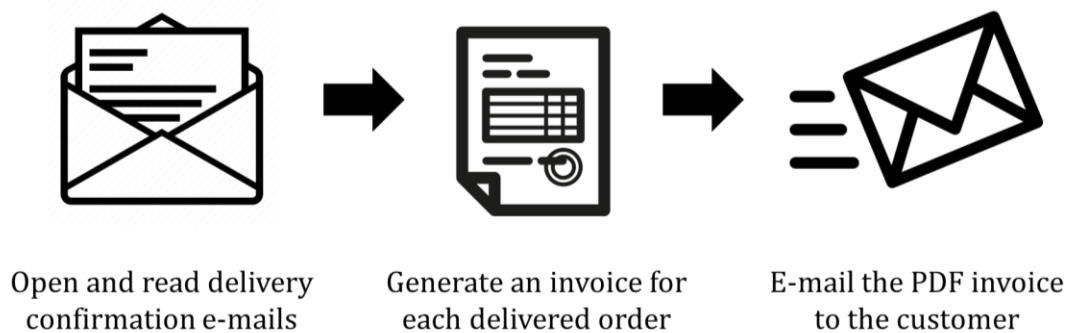 Open and read delivery
confirmation e-mails
Generate an invoice for
each delivered order
E-mail the PDF invoice
to the customer